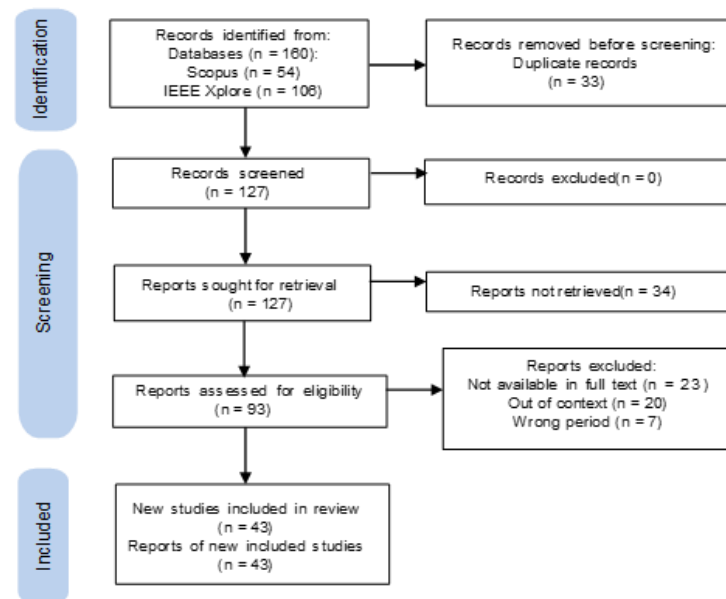 Identification
Records identified from:
Databases (n = 160):
Scopus (n = 54)
IEEE Xplore (n = 106)
Records removed before screening:
Duplicate records
(n = 33)
Screening
Records screened
(n = 127)
Records excluded(n = 0)
Reports sought for retrieval
(n = 127)
Reports not retrieved(n = 34)
Reports assessed for eligibility
(n = 93)
Reports excluded:
Not available in full text (n = 23 )
Out of context (n = 20)
Wrong period (n = 7)
Included
New studies included in review
(n = 43)
Reports of new included studies
(n = 43)